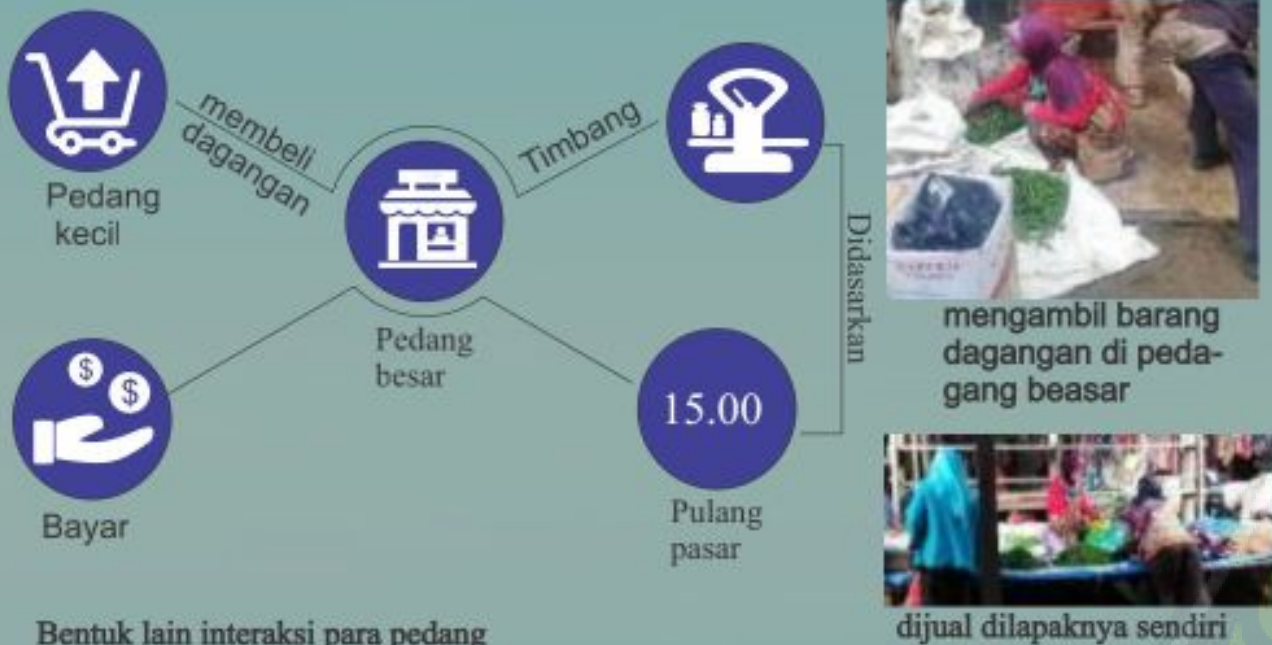 Pedang
kecil
membeli
dagangan
Pedang
besar
Timbang
Didasarkan
15.00
Pulang
pasar
$
$
Bayar
mengambil barang
dagangan di peda-
gang beasar
dijual dilapaknya sendiri
Bentuk lain interaksi para pedang